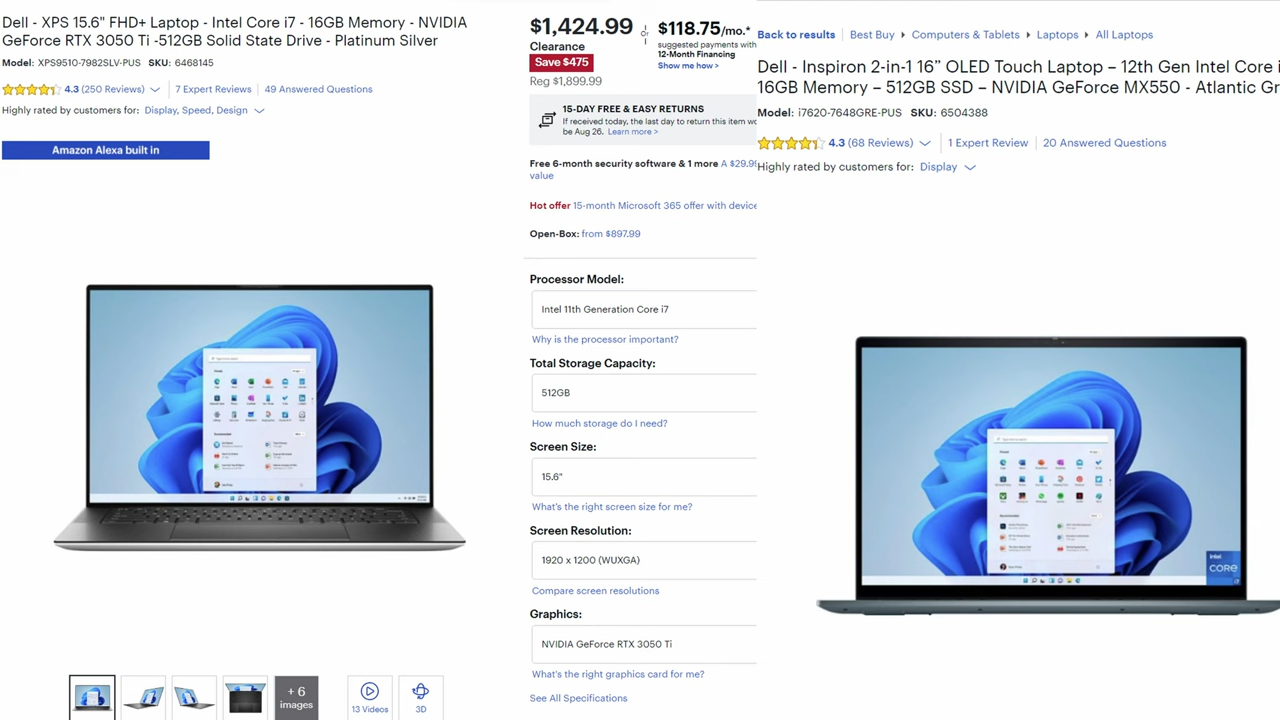 Dell - XPS 15.6" FHD+ Laptop - Intel Core i7 - 16GB Memory - NVIDIA
GeForce RTX 3050 Ti -512GB Solid State Drive - Platinum Silver
Model: XPS9510-7982SLV-PUS SKU: 6468145
4.3 (250 Reviews) 7 Expert Reviews 49 Answered Questions
Highly rated by customers for: Display, Speed, Design
Amazon Alexa built in
+ 6
images
13 Videos
3D
$1,424.99
Clearance
Save $475
Reg $1,899.99
or
$118.75/mo.*
suggested payments with
12-Month Financing
Show me how >
15-DAY FREE & EASY RETURNS
If received today, the last day to return this item wo
be Aug 26. Learn more >
Free 6-month security software & 1 more A $29.99
value
Hot offer 15-month Microsoft 365 offer with device
Open-Box: from $897.99
Processor Model:
Intel 11th Generation Core i7
Why is the processor important?
Total Storage Capacity:
512GB
How much storage do I need?
Screen Size:
15.6"
What's the right screen size for me?
Screen Resolution:
1920 x 1200 (WUXGA)
Compare screen resolutions
Graphics:
NVIDIA GeForce RTX 3050 Ti
What's the right graphics card for me?
See All Specifications
Back to results Best Buy Computers & Tablets Laptops All Laptops
Dell - Inspiron 2-in-1 16” OLED Touch Laptop – 12th Gen Intel Core i
16GB Memory – 512GB SSD – NVIDIA GeForce MX550 - Atlantic Gr
Model: i7620-7648GRE-PUS SKU: 6504388
4.3 (68 Reviews) 1 Expert Review 20 Answered Questions
Highly rated by customers for: Display
intel
CORE
i7